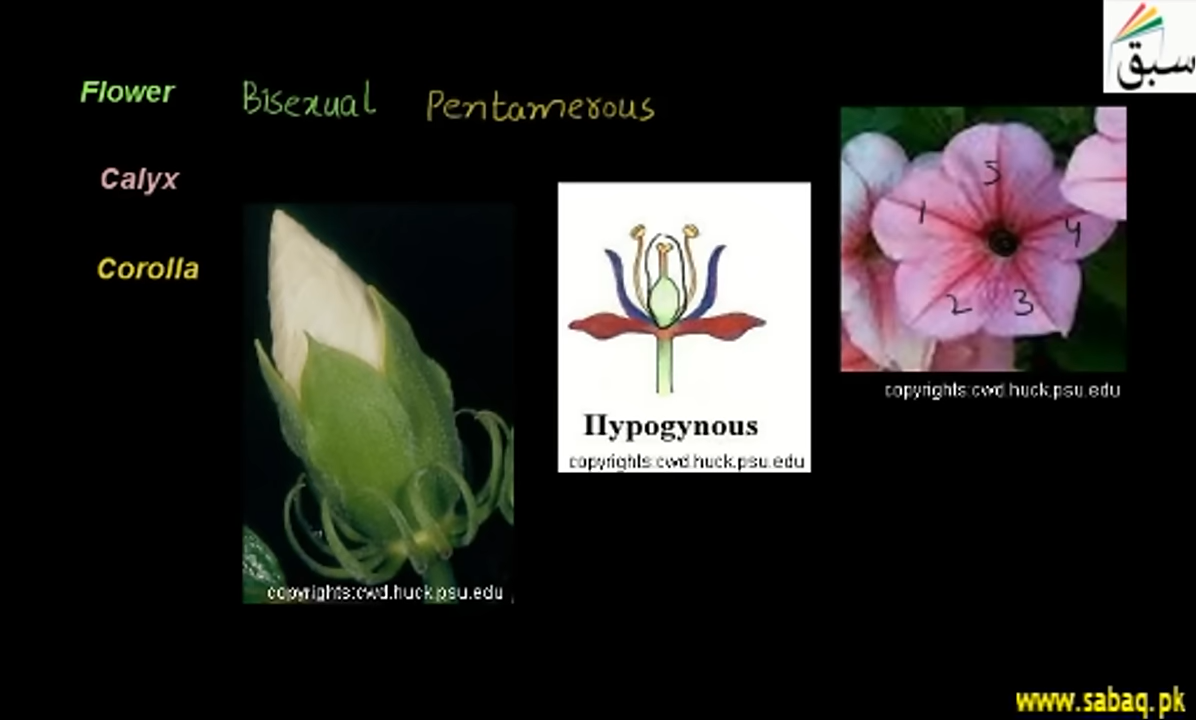 سبق
Flower Bisexual Pentamerous
Calyx
Corolla
5
1
4
2 3
copyrights:cwd.huck.psu.edu
Hypogynous
copyrights:cwd.huck.psu.edu
copyrights:cwd.huck.psu.edu
www.sabaq.pk